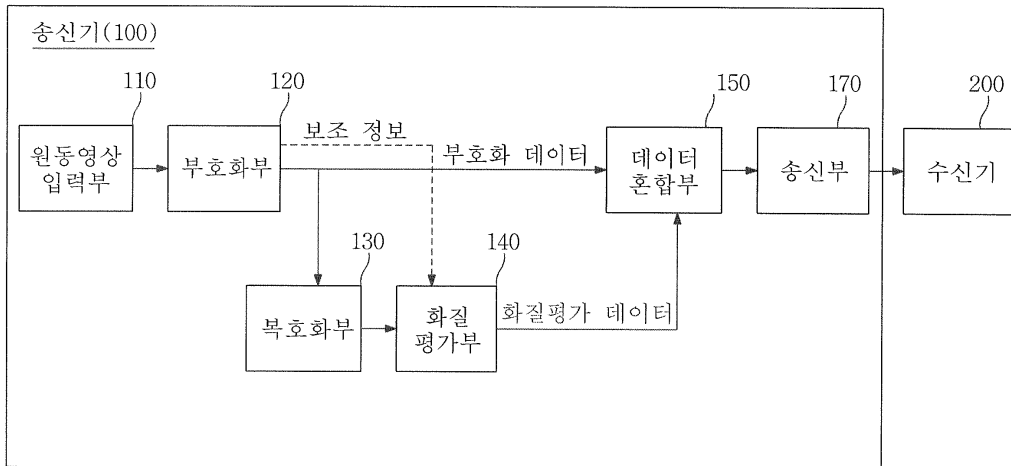 송신기(100)
110
120
150
170
200
원동영상
입력부
부호화부
보조 정보
부호화 데이터
데이터
혼합부
송신부
수신기
130
140
복호화부
화질
평가부
화질평가 데이터